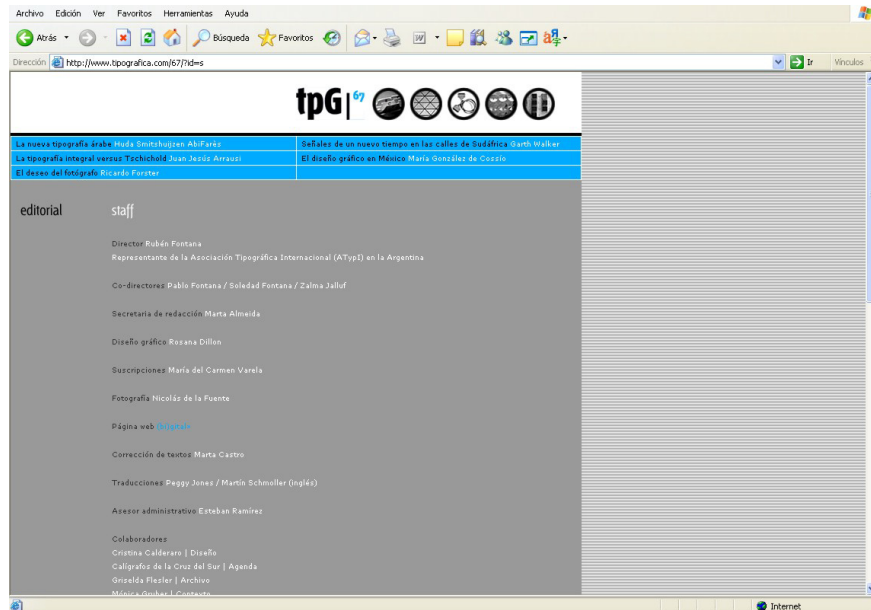 Archivo Edición Ver Favoritos Herramientas Ayuda
Atrás Búsqueda Favoritos
Dirección http://www.tipografica.com/67/?id=s Ir Vínculos
tpG | 67
La nueva tipografía árabe Huda Smitshuijzen AbiFarès
Señales de un nuevo tiempo en las calles de Sudáfrica Garth Walker
La tipografía integral versus Tschichold Juan Jesús Arrausi
El diseño gráfico en México María González de Cossío
El deseo del fotógrafo Ricardo Forster
editorial
staff
Director Rubén Fontana
Representante de la Asociación Tipográfica Internacional (ATypI) en la Argentina
Co-directores Pablo Fontana / Soledad Fontana / Zalma Jalluf
Secretaria de redacción Marta Almeida
Diseño gráfico Rosana Dillon
Suscripciones María del Carmen Varela
Fotografía Nicolás de la Fuente
Página web
Corrección de textos Marta Castro
Traducciones Peggy Jones / Martín Schmoller (inglés)
Asesor administrativo Esteban Ramírez
Colaboradores
Cristina Calderaro | Diseño
Calígrafos de la Cruz del Sur | Agenda
Griselda Flesler | Archivo
Mónica Gruber | Contexto
Internet